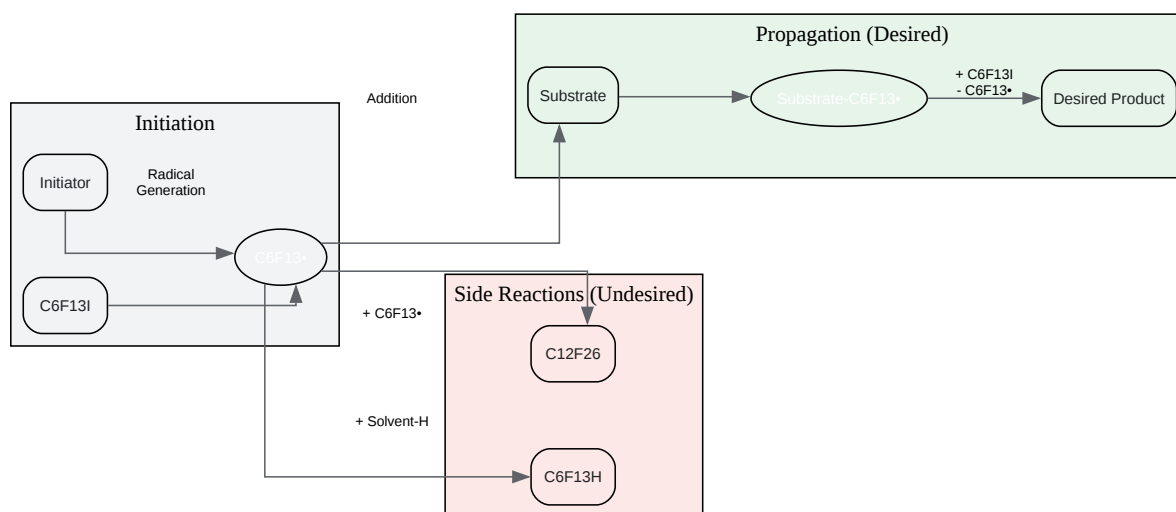 Propagation (Desired)
+ C6F13I
- C6F13•
Substrate
Substrate-C6F13•
Desired Product
Addition
Initiation
Radical
Generation
Initiator
C6F13•
C6F13I
Side Reactions (Undesired)
+ C6F13•
C12F26
+ Solvent-H
C6F13H